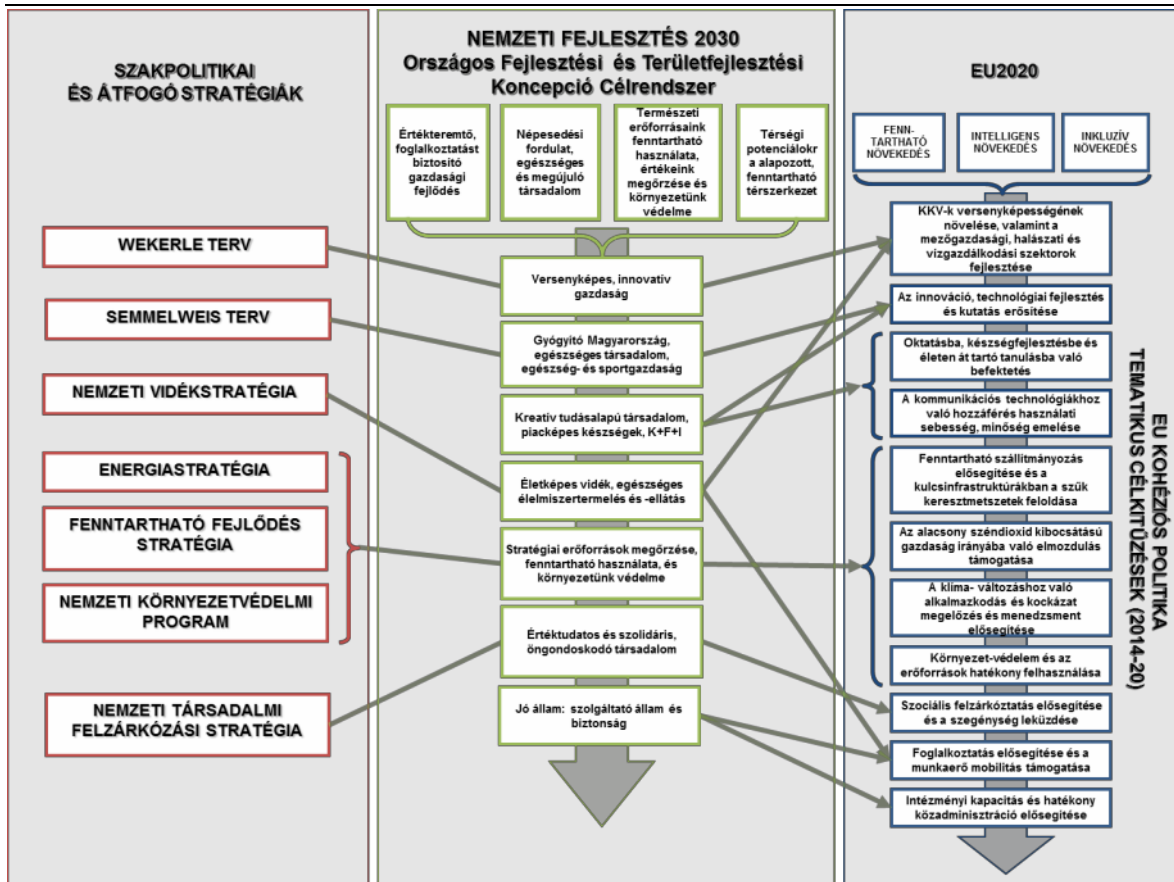 SZAKPOLITIKAI
ÉS ÁTFOGÓ STRATÉGIÁK
WEKERLE TERV
SEMMELWEIS TERV
NEMZETI VIDÉKSTRATÉGIA
ENERGIASTRATÉGIA
FENNTARTHATÓ FEJLŐDÉS
STRATÉGIA
NEMZETI KÖRNYEZETVÉDELMI
PROGRAM
NEMZETI TÁRSADALMI
FELZÁRKÓZÁSI STRATÉGIA
NEMZETI FEJLESZTÉS 2030
Országos Fejlesztési és Területfejlesztési
Koncepció Célrendszer
Értékteremtő,
foglalkoztatást
biztosító
gazdasági
fejlődés
Népesedési
fordulat,
egészséges
és megújuló
társadalom
Természeti
erőforrásaink
fenntartható
használata,
értékeink
megőrzése és
környezetünk
védelme
Térségi
potenciálokr
a alapozott,
fenntartható
térszerkezet
Versenyképes, innovatív
gazdaság
Gyógyító Magyarország,
egészséges társadalom,
egészség- és sportgazdaság
Kreatív tudásalapú társadalom,
piacképes készségek, K+F+I
Életképes vidék, egészséges
élelmiszertermelés és -ellátás
Stratégiai erőforrások megőrzése,
fenntartható használata, és
környezetünk védelme
Értéktudatos és szolidáris,
öngondoskodó társadalom
Jó állam: szolgáltató állam és
biztonság
EU2020
FENN-
TARTHATÓ
NÖVEKEDÉS
INTELLIGENS
NÖVEKEDÉS
INKLUZÍV
NÖVEKEDÉS
KKV-k versenyképességének
növelése, valamint a
mezőgazdasági, halászati és
vízgazdálkodási szektorok
fejlesztése
Az innováció, technológiai fejlesztés
és kutatás erősítése
Oktatásba, készségfejlesztésbe és
életen át tartó tanulásba való
befektetés
A kommunikációs technológiákhoz
való hozzáférés használati
sebesség, minőség emelése
Fenntartható szállítmányozás
elősegítése és a
kulcsinfrastruktúrákban a szűk
keresztmetszetek feloldása
Az alacsony széndioxid kibocsátású
gazdaság irányába való elmozdulás
támogatása
A klíma- változáshoz való
alkalmazkodás és kockázat
megelőzés és menedzsment
elősegítése
Környezet-védelem és az
erőforrások hatékony felhasználása
Szociális felzárkóztatás elősegítése
és a szegénység leküzdése
Foglalkoztatás elősegítése és a
munkaerő mobilitás támogatása
Intézményi kapacitás és hatékony
közadminisztráció elősegítése
EU KOHÉZIÓS POLITIKA
TEMATIKUS CÉLKITŰZÉSEK (2014-20)